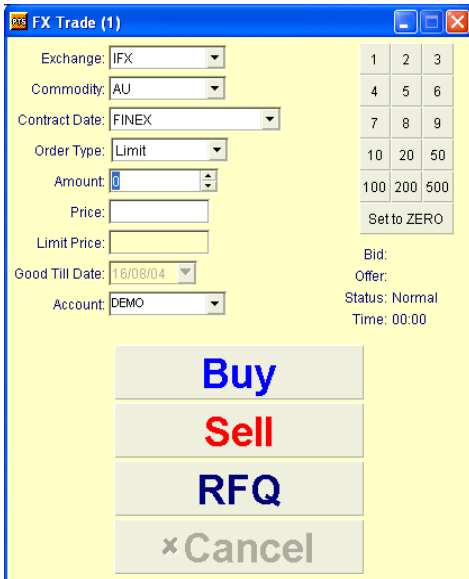 RTS FX Trade (1)
Exchange: IFX
Commodity: AU
Contract Date: FINEX
Order Type: Limit
Amount: 0
Price:
Limit Price:
Good Till Date: 16/08/04
Account: DEMO
1 2 3
4 5 6
7 8 9
10 20 50
100 200 500
Set to ZERO
Bid:
Offer:
Status: Normal
Time: 00:00
Buy
Sell
RFQ
×Cancel